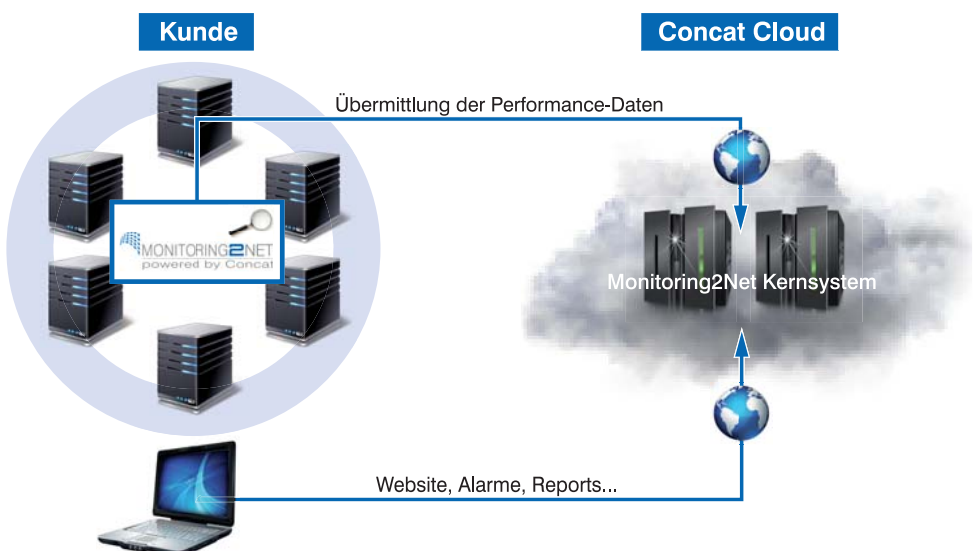 Kunde
Concat Cloud
Übermittlung der Performance-Daten
MONITORING2NET
powered by Concat
Monitoring2Net Kernsystem
Website, Alarme, Reports...